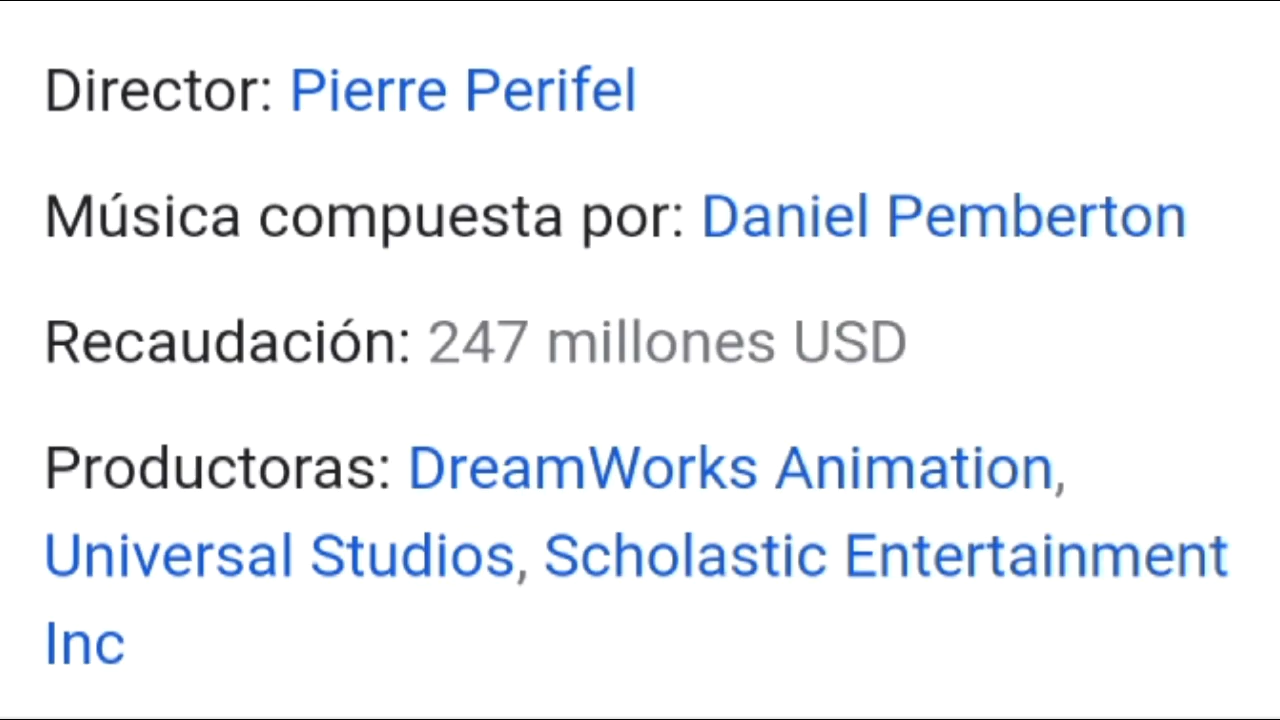 Director: Pierre Perifel
Música compuesta por: Daniel Pemberton
Recaudación: 247 millones USD
Productoras: DreamWorks Animation,
Universal Studios, Scholastic Entertainment
Inc